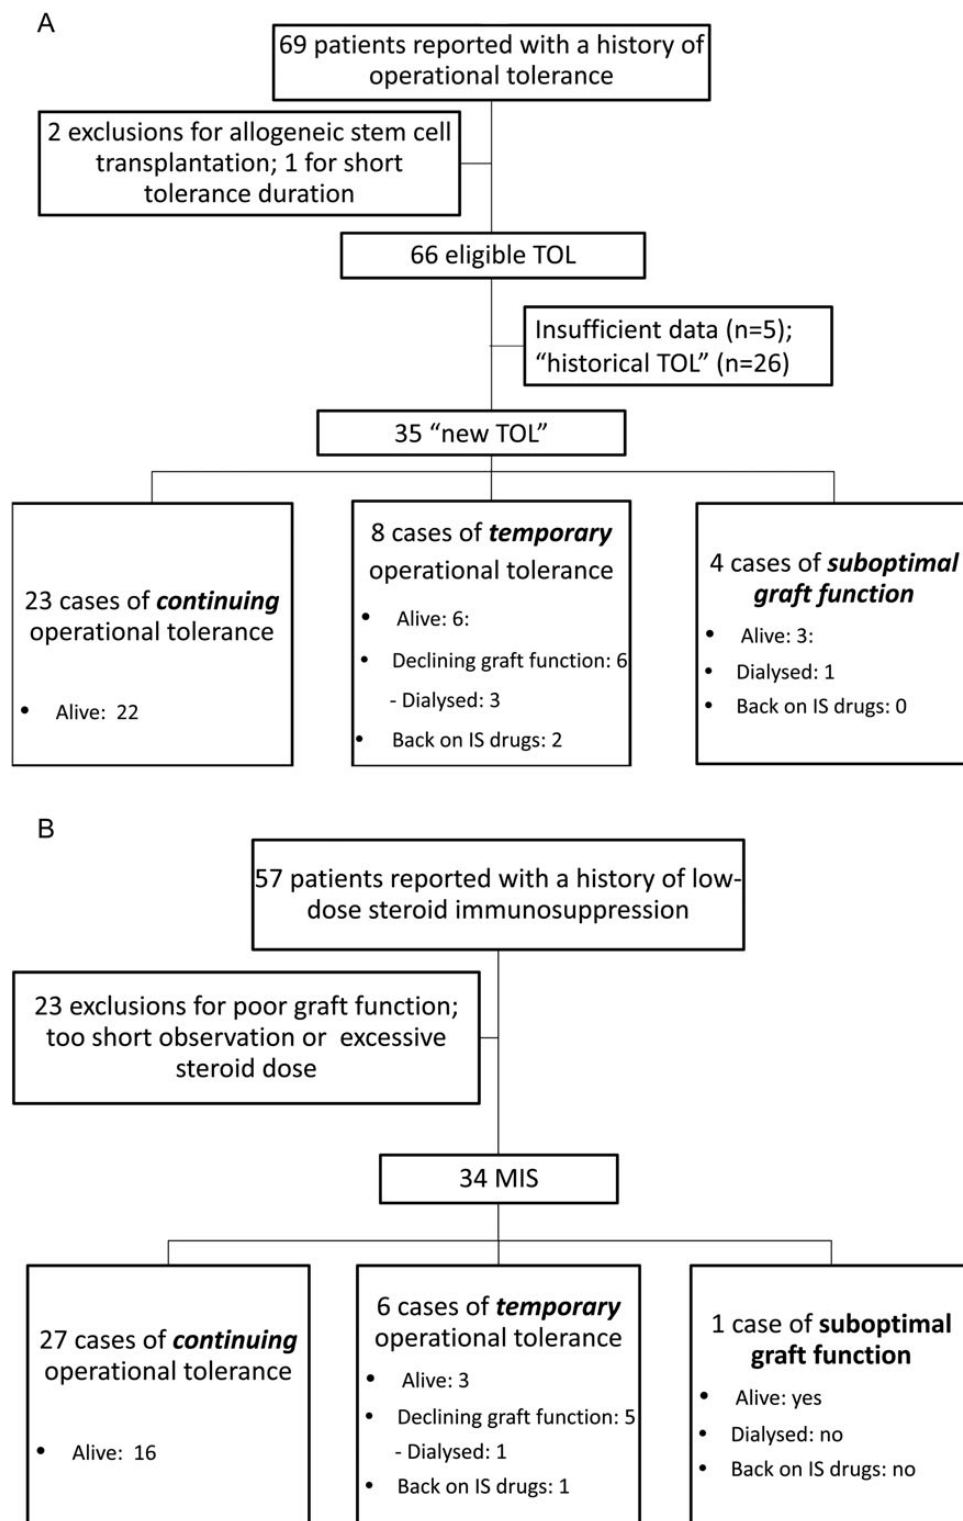 A
69 patients reported with a history of
operational tolerance
2 exclusions for allogeneic stem cell
transplantation; 1 for short
tolerance duration
66 eligible TOL
Insufficient data (n=5);
“historical TOL” (n=26)
35 “new TOL”
23 cases of continuing
operational tolerance
• Alive: 22
8 cases of temporary
operational tolerance
• Alive: 6:
• Declining graft function: 6
- Dialysed: 3
• Back on IS drugs: 2
4 cases of suboptimal
graft function
• Alive: 3:
• Dialysed: 1
• Back on IS drugs: 0
B
57 patients reported with a history of low-
dose steroid immunosuppression
23 exclusions for poor graft function;
too short observation or excessive
steroid dose
34 MIS
27 cases of continuing
operational tolerance
• Alive: 16
6 cases of temporary
operational tolerance
• Alive: 3
• Declining graft function: 5
- Dialysed: 1
• Back on IS drugs: 1
1 case of suboptimal
graft function
• Alive: yes
• Dialysed: no
• Back on IS drugs: no